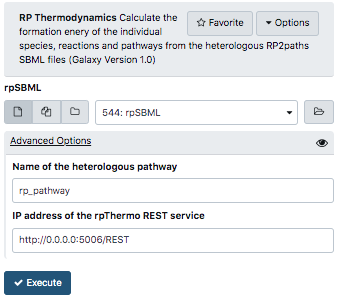 RP Thermodynamics Calculate the
formation enery of the individual
Favorite
Options
species, reactions and pathways from the heterologous RP2paths
SBML files (Galaxy Version 1.0)
rpSBML
544: rpSBML
Advanced Options
Name of the heterologous pathway
rp_pathway
IP address of the rpThermo REST service
http://0.0.0.0:5006/REST
Execute